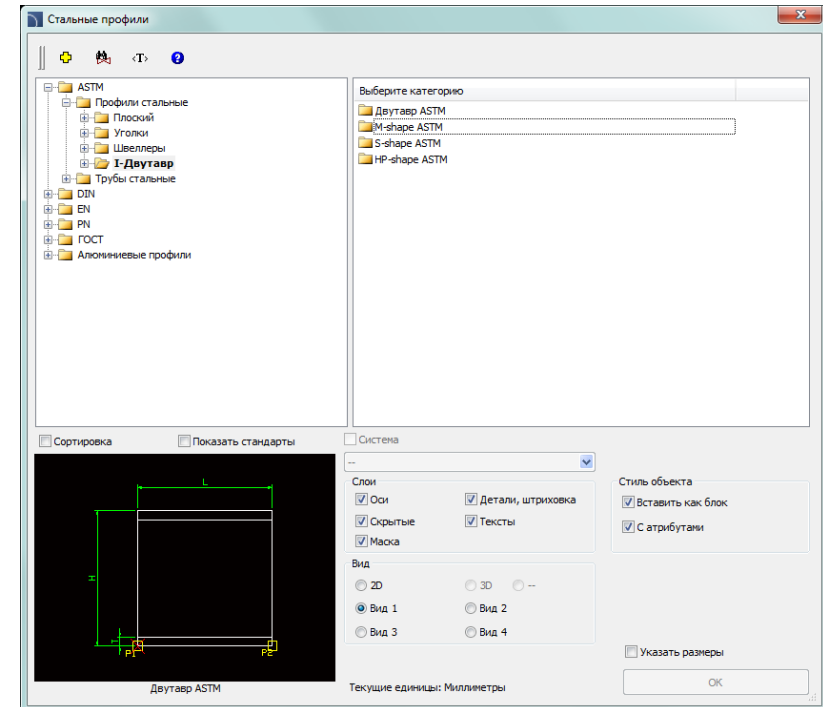 Стальные профили
‹T›
?
ASTM
Профили стальные
Плоский
Уголки
Швеллеры
I-Двутавр
Трубы стальные
DIN
EN
PN
ГОСТ
Алюминиевые профили
Выберите категорию
Двутавр ASTM
M-shape ASTM
S-shape ASTM
HP-shape ASTM
Сортировка
Показать стандарты
Система
--
L
H
T
P1
P2
Двутавр ASTM
Слои
Оси
Детали, штриховка
Скрытые
Тексты
Маска
Вид
2D
3D
--
Вид 1
Вид 2
Вид 3
Вид 4
Текущие единицы: Миллиметры
Стиль объекта
Вставить как блок
С атрибутами
Указать размеры
OK